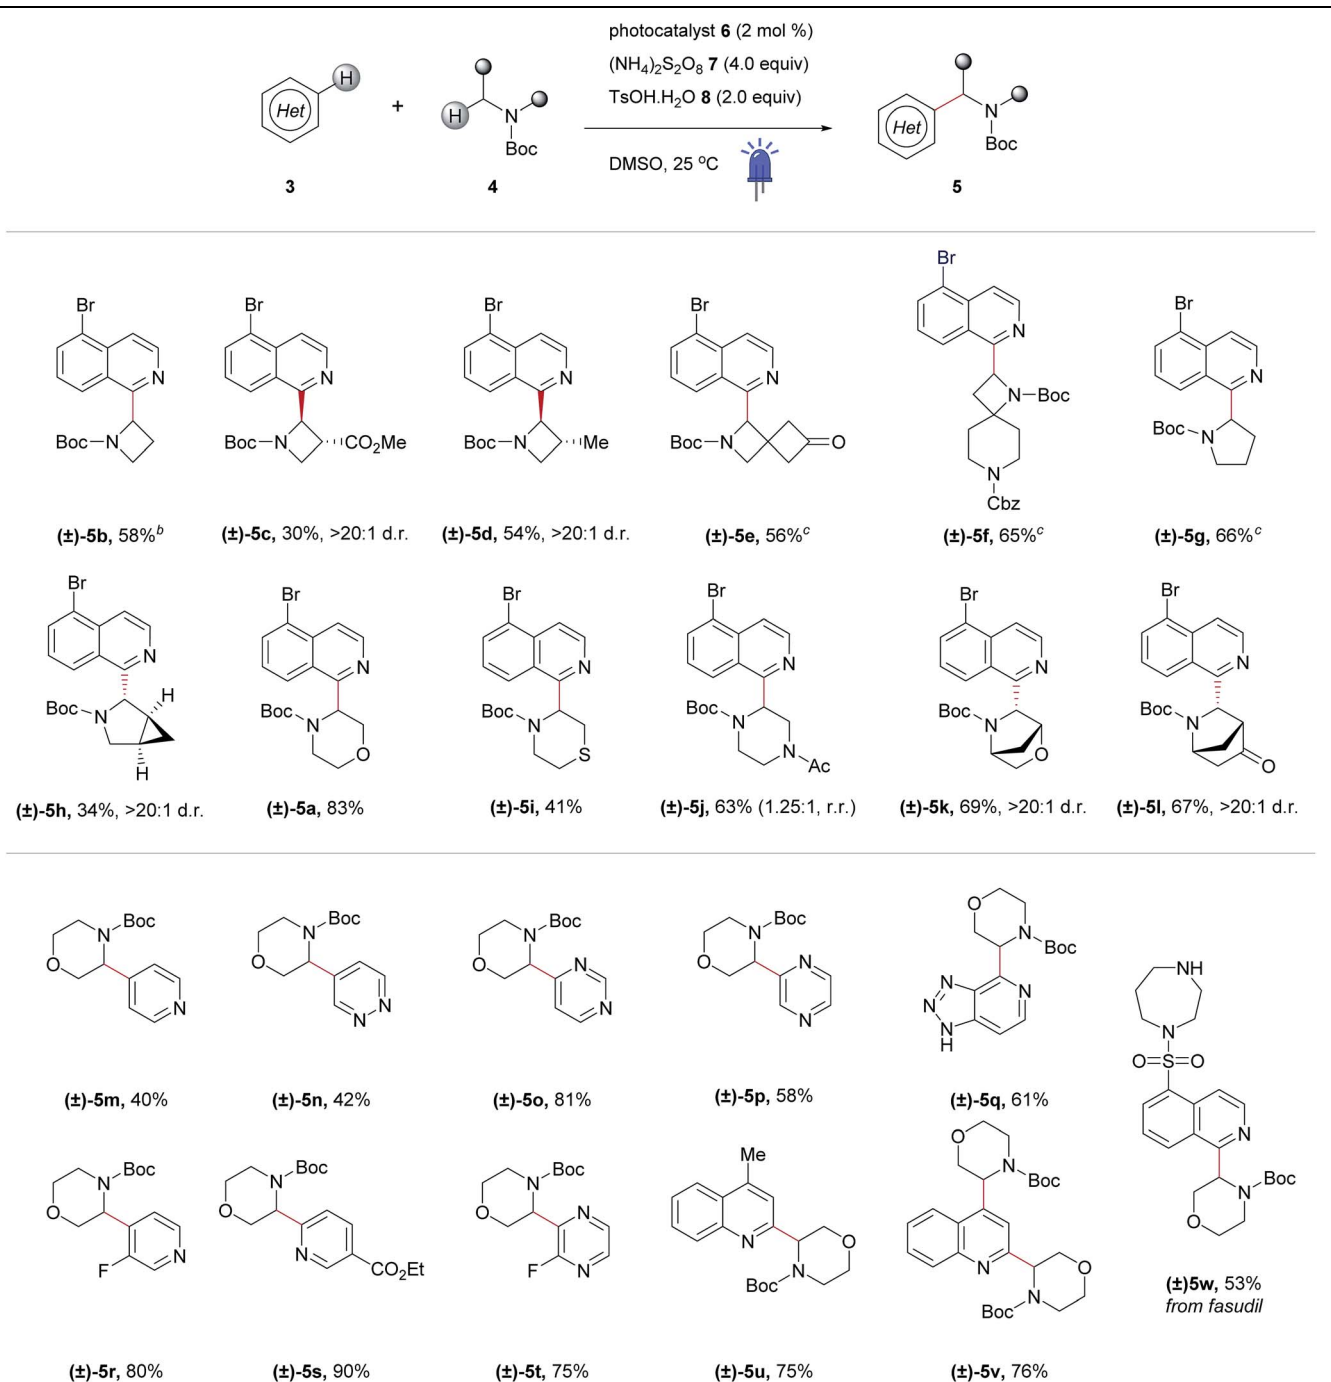 photocatalyst 6 (2 mol %)
(NH4)2S2O8 7 (4.0 equiv)
TsOH.H2O 8 (2.0 equiv)
DMSO, 25 ºC
Het
H
+
H
N
Boc
Het
N
Boc
3
4
5
Br
N
Boc
N
Br
N
Boc
N
CO2Me
Br
N
Boc
N
Me
Br
N
Boc
N
O
Br
N
N
Boc
N
Cbz
Br
N
Boc
N
(±)-5b, 58%b
(±)-5c, 30%, >20:1 d.r.
(±)-5d, 54%, >20:1 d.r.
(±)-5e, 56%c
(±)-5f, 65%c
(±)-5g, 66%c
Br
N
Boc
N
H
H
Br
N
Boc
N
O
Br
N
Boc
N
S
Br
N
Boc
N
N
Ac
Br
N
Boc
N
O
Br
N
Boc
N
O
(±)-5h, 34%, >20:1 d.r.
(±)-5a, 83%
(±)-5i, 41%
(±)-5j, 63% (1.25:1, r.r.)
(±)-5k, 69%, >20:1 d.r.
(±)-5l, 67%, >20:1 d.r.
Boc
N
O
N
Boc
N
O
N
N
Boc
N
O
N
N
Boc
N
O
N
N
O
N
Boc
N
N
N
N
H
NH
N
O=S=O
N
Boc
N
O
(±)-5m, 40%
(±)-5n, 42%
(±)-5o, 81%
(±)-5p, 58%
(±)-5q, 61%
Boc
N
O
F
N
Boc
N
O
N
CO2Et
Boc
N
O
N
F
N
Me
N
O
N
Boc
O
N
Boc
N
O
N
Boc
(±)5w, 53%
from fasudil
(±)-5r, 80%
(±)-5s, 90%
(±)-5t, 75%
(±)-5u, 75%
(±)-5v, 76%